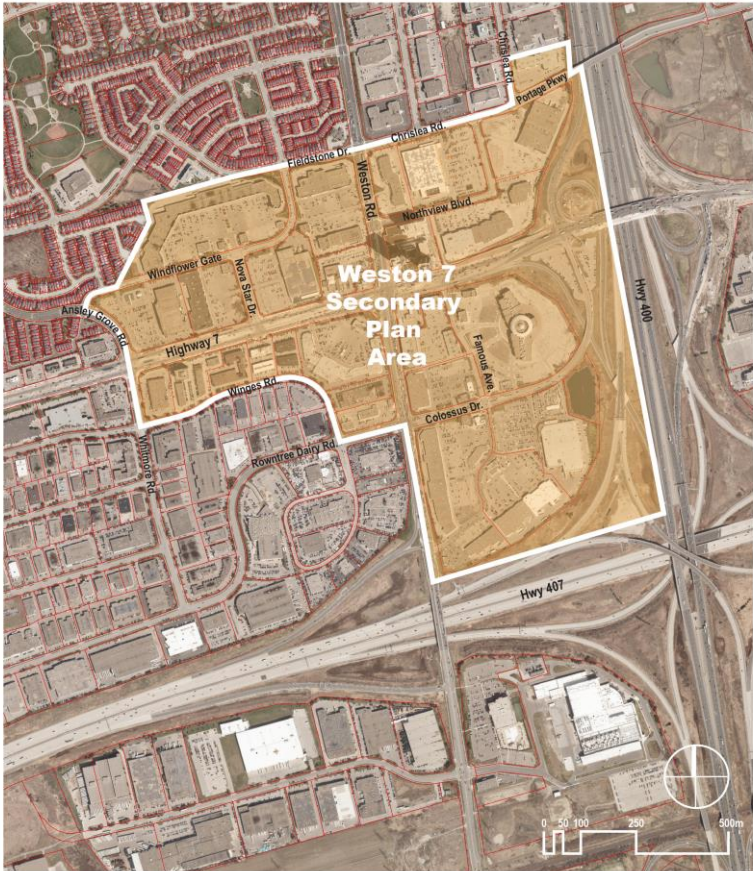 Chrislea Rd
Portage Pkwy
Chrislea Rd.
Fieldstone Dr.
Weston Rd.
Northview Blvd.
Windflower Gate
Nova Star Dr.
Weston 7
Secondary
Plan
Area
Hwy 400
Ansley Grove Rd
Highway 7
Famous Ave.
Winges Rd
Colossus Dr.
Whitmore Rd
Rowntree Dairy Rd
Hwy 407
0 50 100 250 500m